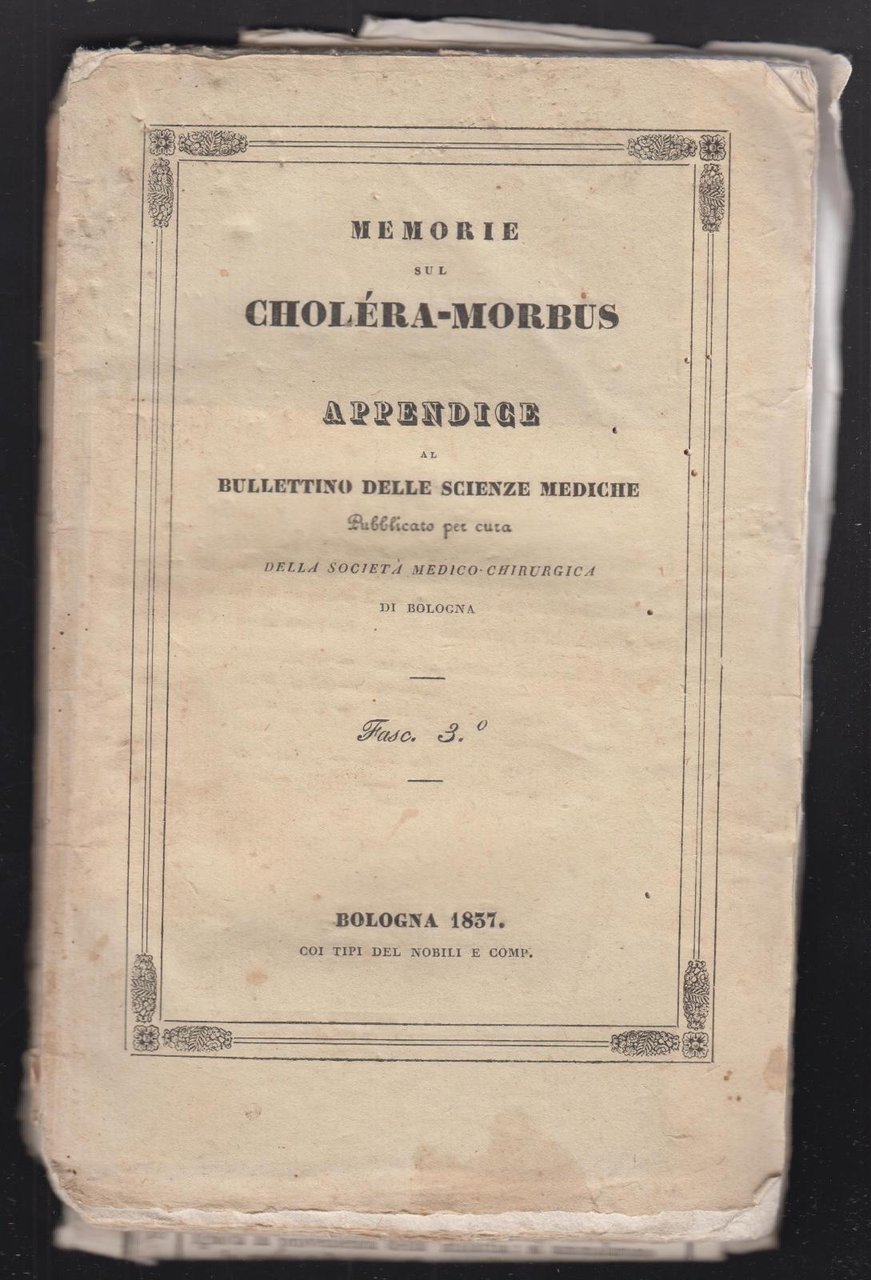 MEMORIE
SUL
CHOLÉRA-MORBUS
APPENDICE
AL
BULLETTINO DELLE SCIENZE MEDICHE
Pubblicato per cura
DELLA SOCIETÀ MEDICO-CHIRURGICA
DI BOLOGNA
Fasc. 3.º
BOLOGNA 1837.
COI TIPI DEL NOBILI E COMP.